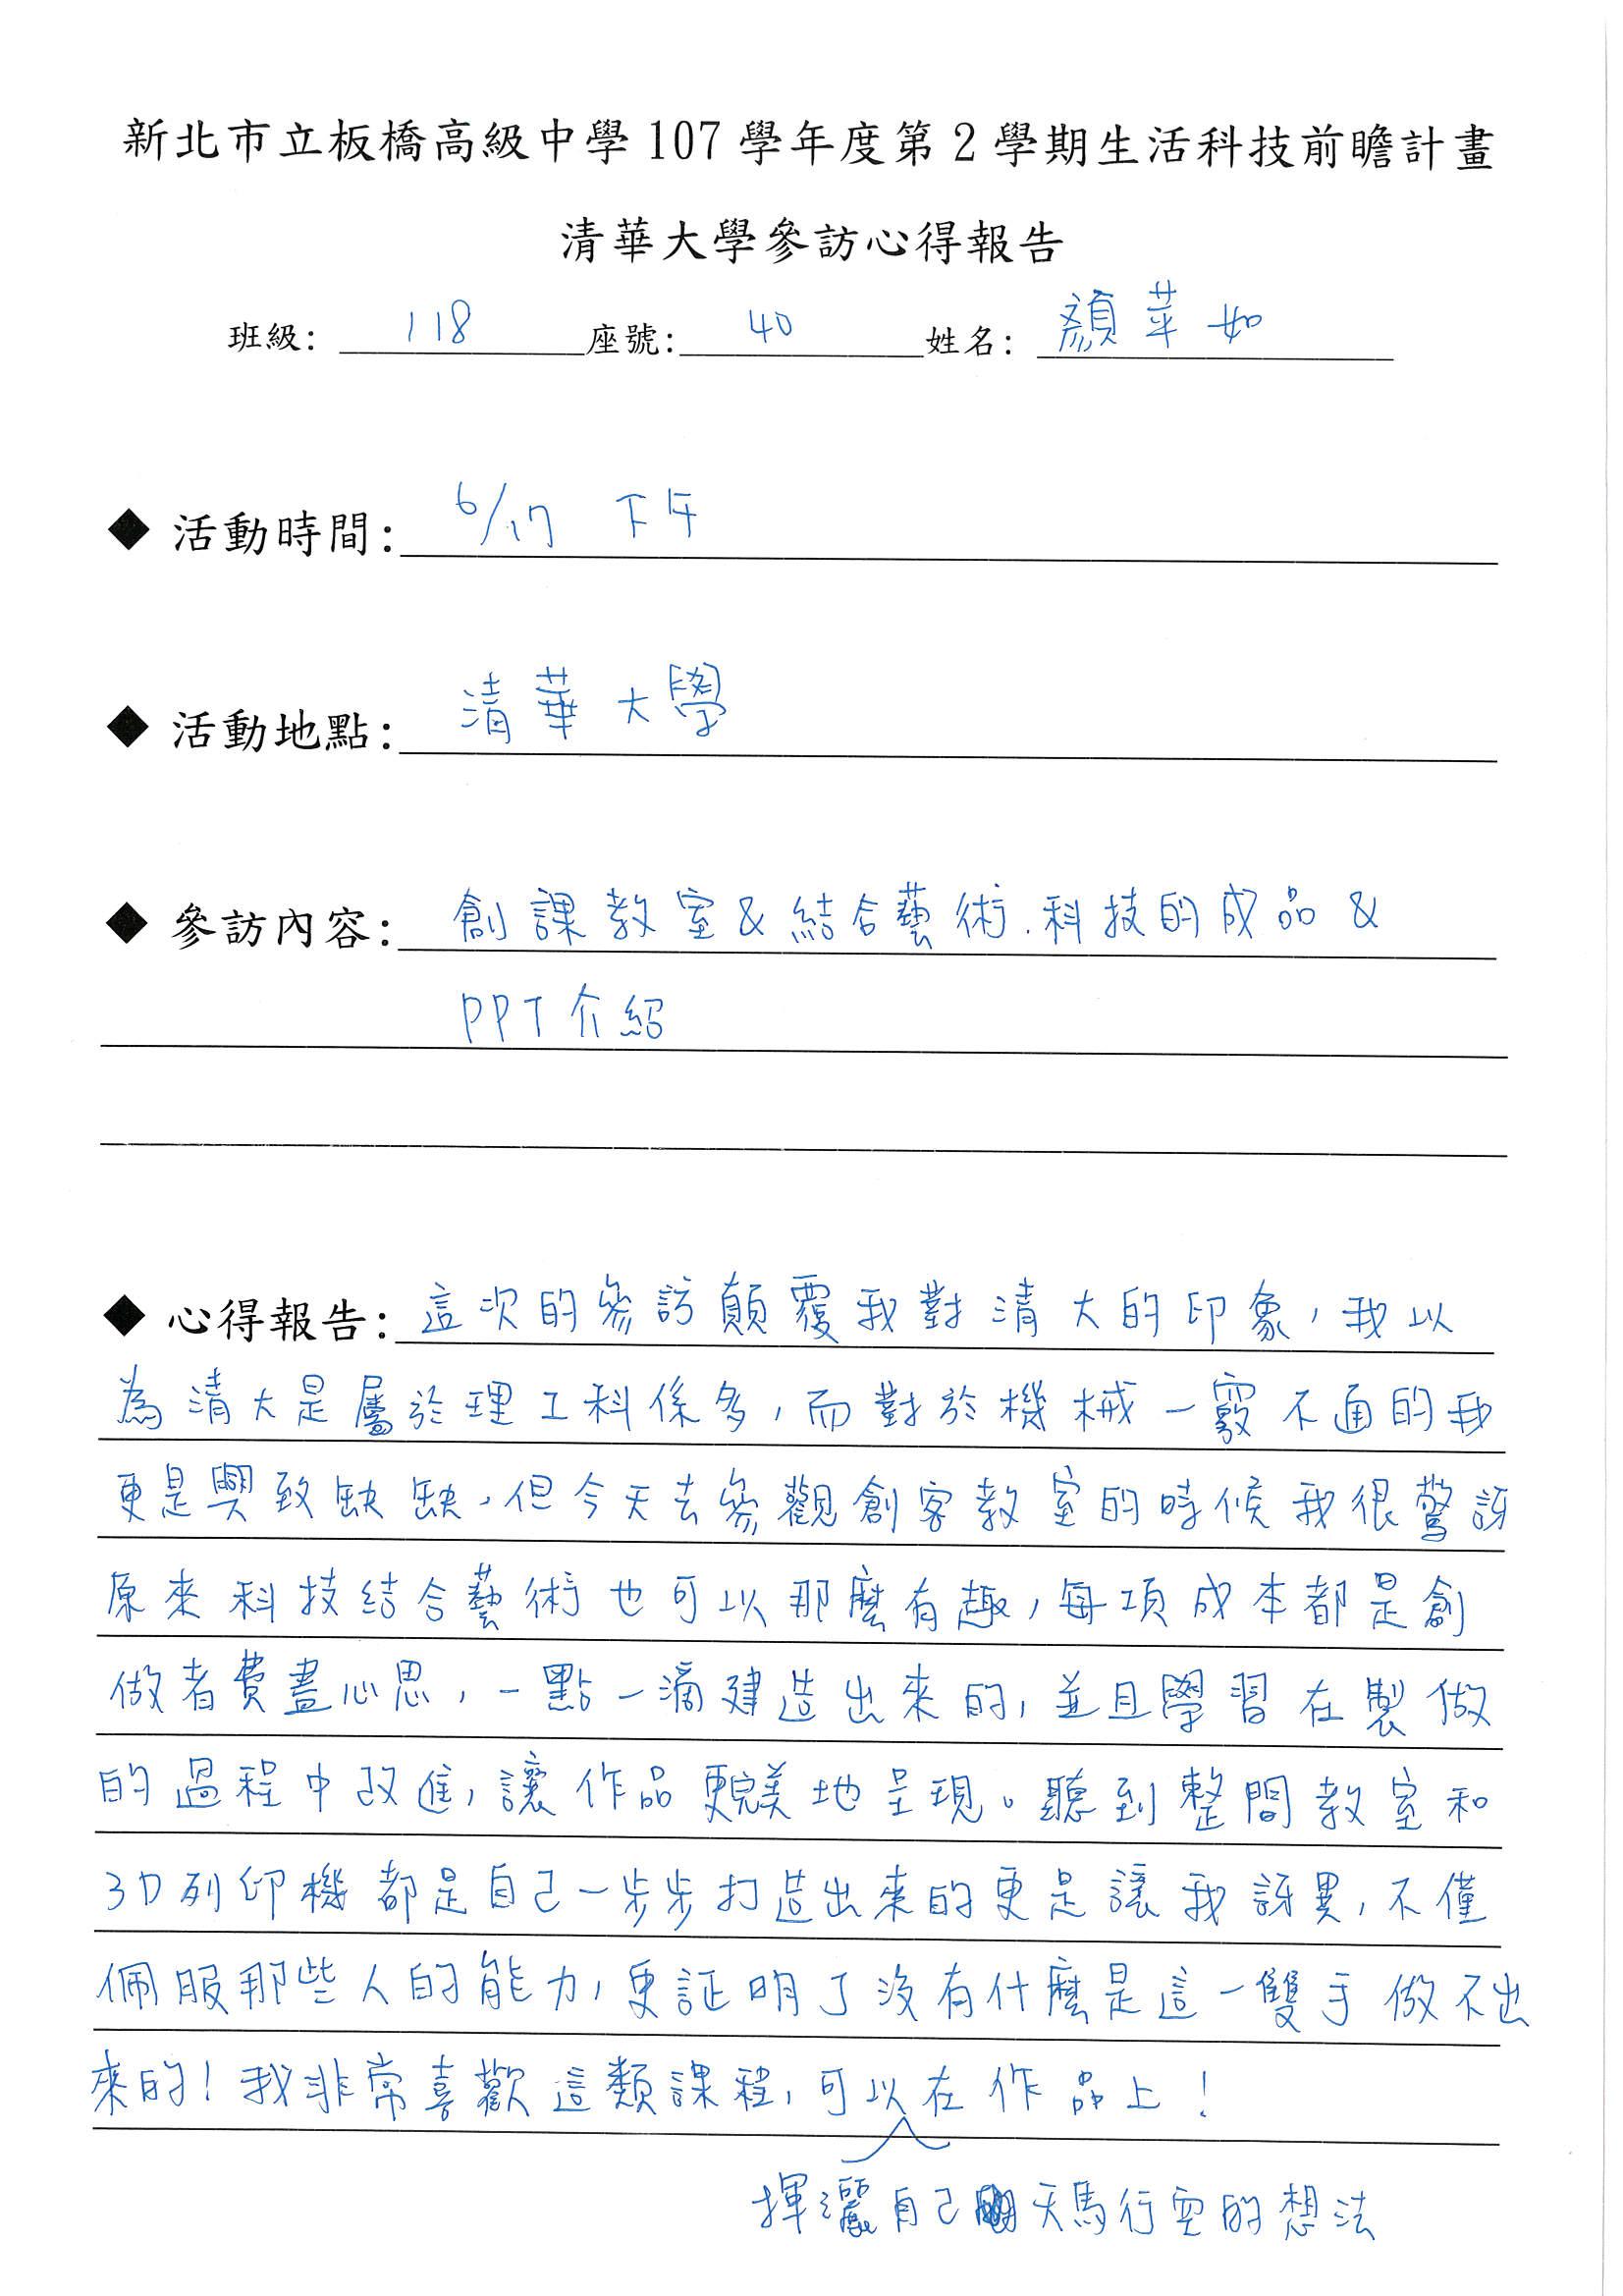 新北市立板橋高級中學107學年度第2學期生活科技前瞻計畫
清華大學參訪心得報告
班級: 118 座號: 40 姓名: 顏苹如
◆ 活動時間: 6/17 下午
◆ 活動地點: 清華大學
◆ 參訪內容: 創課教室&結合藝術.科技的成品&
PPT介紹
◆ 心得報告: 這次的參訪顛覆我對清大的印象,我以
為清大是屬於理工科係多,而對於機械一竅不通的我
更是興致缺缺,但今天去參觀創客教室的時候我很驚訝
原來科技結合藝術也可以那麼有趣,每項成本都是創
做者費盡心思,一點一滴建造出來的,並且學習在製做
的過程中改進,讓作品更完美地呈現。聽到整間教室和
3D列印機都是自己一步步打造出來的更是讓我訝異,不僅
佩服那些人的能力,更証明了沒有什麼是這一雙手做不出
來的!我非常喜歡這類課程,可以在作品上!
揮灑自己天馬行空的想法